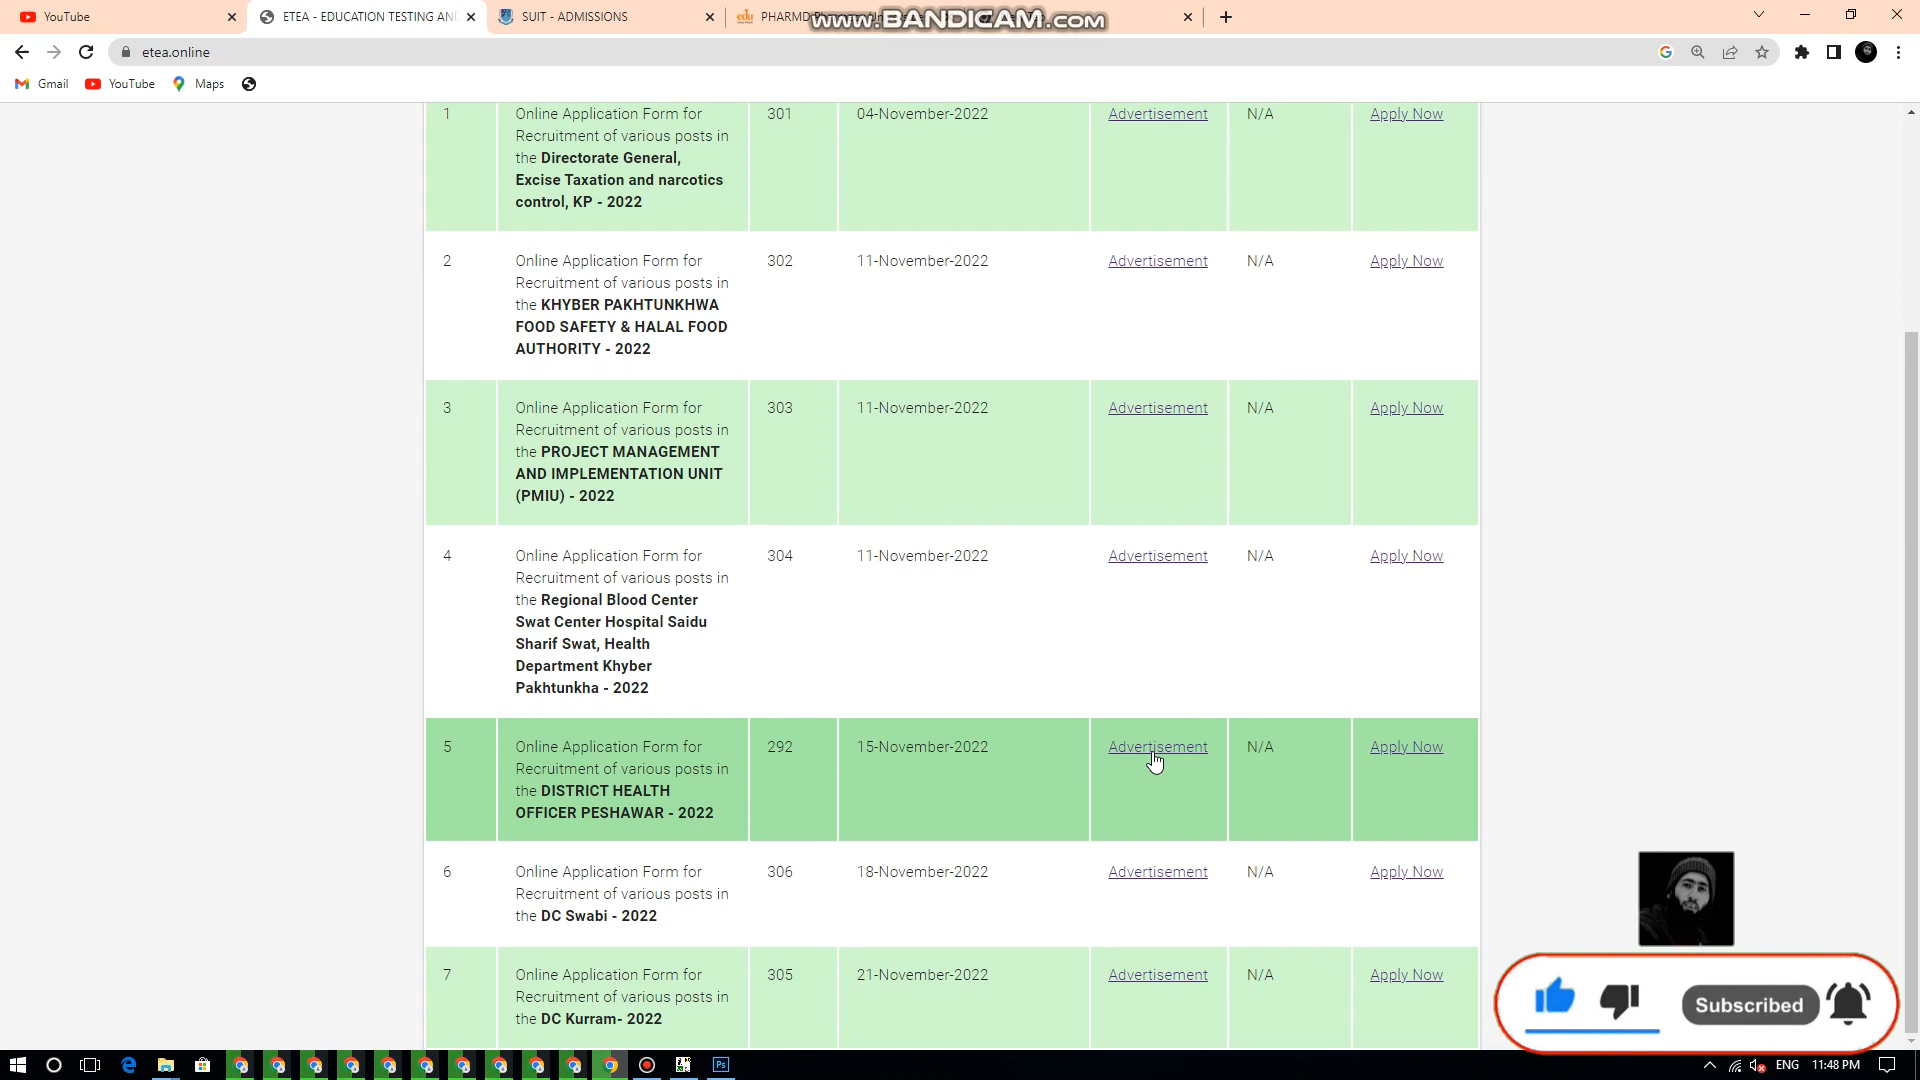 YouTube
ETEA - EDUCATION TESTING AN
SUIT - ADMISSIONS
PHARMD
www.BANDICAM.com
etea.online
Gmail
YouTube
Maps
1
Online Application Form for
Recruitment of various posts in
the Directorate General,
Excise Taxation and narcotics
control, KP - 2022
301
04-November-2022
Advertisement
N/A
Apply Now
2
Online Application Form for
Recruitment of various posts in
the KHYBER PAKHTUNKHWA
FOOD SAFETY & HALAL FOOD
AUTHORITY - 2022
302
11-November-2022
Advertisement
N/A
Apply Now
3
Online Application Form for
Recruitment of various posts in
the PROJECT MANAGEMENT
AND IMPLEMENTATION UNIT
(PMIU) - 2022
303
11-November-2022
Advertisement
N/A
Apply Now
4
Online Application Form for
Recruitment of various posts in
the Regional Blood Center
Swat Center Hospital Saidu
Sharif Swat, Health
Department Khyber
Pakhtunkha - 2022
304
11-November-2022
Advertisement
N/A
Apply Now
5
Online Application Form for
Recruitment of various posts in
the DISTRICT HEALTH
OFFICER PESHAWAR - 2022
292
15-November-2022
Advertisement
N/A
Apply Now
6
Online Application Form for
Recruitment of various posts in
the DC Swabi - 2022
306
18-November-2022
Advertisement
N/A
Apply Now
7
Online Application Form for
Recruitment of various posts in
the DC Kurram- 2022
305
21-November-2022
Advertisement
N/A
Apply Now
Subscribed
ENG
11:48 PM